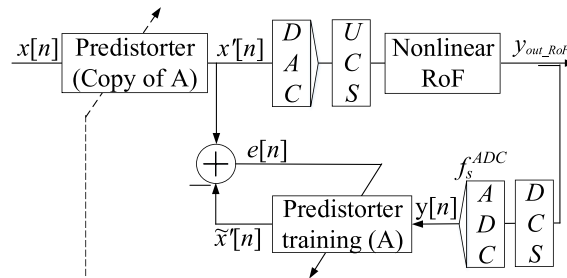 x[n]
Predistorter
(Copy of A)
x'[n]
D
A
C
U
C
S
Nonlinear
RoF
y_out_RoF
+
e[n]
f_s^ADC
Predistorter
training (A)
x̃'[n]
y[n]
A
D
C
D
C
S